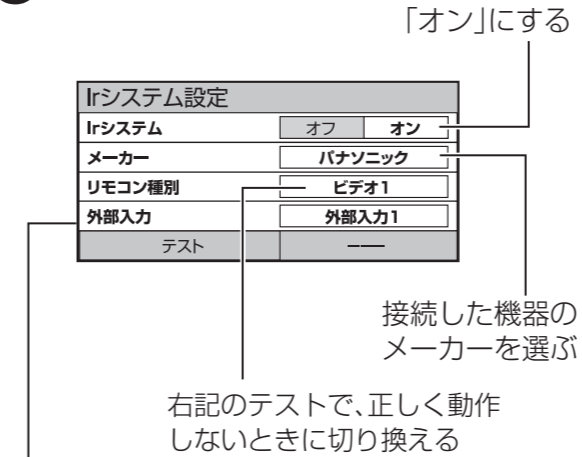 「オン」にする
Irシステム設定
Irシステム オフ オン
メーカー パナソニック
リモコン種別 ビデオ1
外部入力 外部入力1
テスト -—
接続した機器の
メーカーを選ぶ
右記のテストで、正しく動作
しないときに切り換える